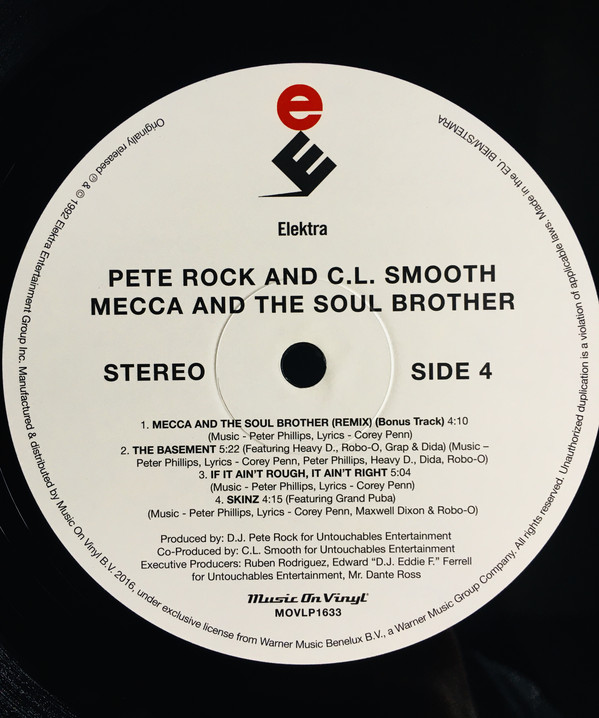 e
E
Elektra
PETE ROCK AND C.L. SMOOTH
MECCA AND THE SOUL BROTHER
STEREO
SIDE 4
1. MECCA AND THE SOUL BROTHER (REMIX) (Bonus Track) 4:10
(Music - Peter Phillips, Lyrics - Corey Penn)
2. THE BASEMENT 5:22 (Featuring Heavy D., Robo-O, Grap & Dida) (Music –
Peter Phillips, Lyrics - Corey Penn, Peter Phillips, Heavy D., Dida, Robo-O)
3. IF IT AIN'T ROUGH, IT AIN'T RIGHT 5:04
(Music - Peter Phillips, Lyrics - Corey Penn)
4. SKINZ 4:15 (Featuring Grand Puba)
(Music - Peter Phillips, Lyrics - Corey Penn, Maxwell Dixon & Robo-O)
Produced by: D.J. Pete Rock for Untouchables Entertainment
Co-Produced by: C.L. Smooth for Untouchables Entertainment
Executive Producers: Ruben Rodriguez, Edward "D.J. Eddie F." Ferrell
for Untouchables Entertainment, Mr. Dante Ross
Music On Vinyl
MOVLP1633
Originally released ℗ & © 1992 Elektra Entertainment Group Inc. Manufactured & distributed by Music On Vinyl B.V. 2016, under exclusive license from Warner Music Benelux B.V., a Warner Music Group Company. All rights reserved. Unauthorized duplication is a violation of applicable laws. Made in the EU. BIEM/STEMRA